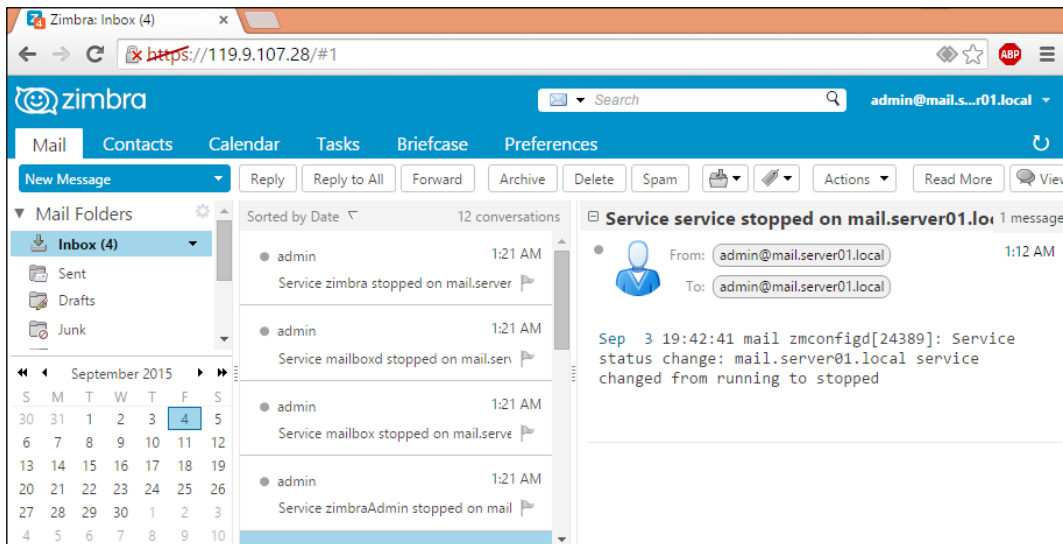 Zimbra: Inbox (4)
https://119.9.107.28/#1
ABP
zimbra
Search
admin@mail.s...r01.local
Mail Contacts Calendar Tasks Briefcase Preferences
New Message Reply Reply to All Forward Archive Delete Spam Actions Read More View
Mail Folders
Inbox (4)
Sent
Drafts
Junk
September 2015
S M T W T F S
30 31 1 2 3 4 5
6 7 8 9 10 11 12
13 14 15 16 17 18 19
20 21 22 23 24 25 26
27 28 29 30 1 2 3
4 5 6 7 8 9 10
Sorted by Date 12 conversations
admin 1:21 AM
Service zimbra stopped on mail.server
admin 1:21 AM
Service mailboxd stopped on mail.serv
admin 1:21 AM
Service mailbox stopped on mail.serve
admin 1:21 AM
Service zimbraAdmin stopped on mail
Service service stopped on mail.server01.loc 1 message
From: admin@mail.server01.local 1:12 AM
To: admin@mail.server01.local
Sep 3 19:42:41 mail zmconfigd[24389]: Service
status change: mail.server01.local service
changed from running to stopped